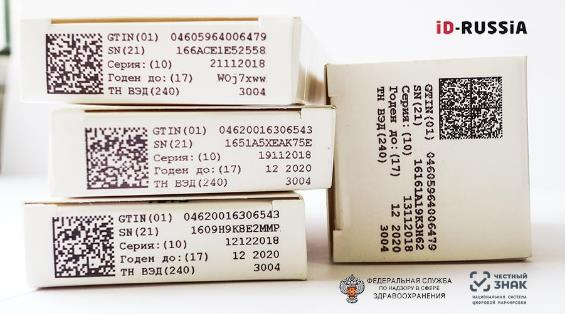 iD-RUSSiA
GTIN(01) 04605964006479
SN(21) 166ACE1E52558
Серия:(10) 21112018
Годен до:(17) W0j7xww
ТН ВЭД(240) 3004
GTIN(01) 04620016306543
SN(21) 1651A5XEAK75E
Серия:(10) 19112018
Годен до:(17) 12 2020
ТН ВЭД(240) 3004
GTIN(01) 04620016306543
SN(21) 1609H9K8E2MMP
Серия:(10) 12122018
Годен до:(17) 12 2020
ТН ВЭД(240) 3004
GTIN(01) 04605964006479
SN(21) 16161A19K3H62
Серия:(10) 13112018
Годен до:(17) 12 2020
ТН ВЭД(240) 3004
ФЕДЕРАЛЬНАЯ СЛУЖБА
ПО НАДЗОРУ В СФЕРЕ
ЗДРАВООХРАНЕНИЯ
ЧЕСТНЫЙ
ЗНАК
НАЦИОНАЛЬНАЯ СИСТЕМА
ЦИФРОВОЙ МАРКИРОВКИ